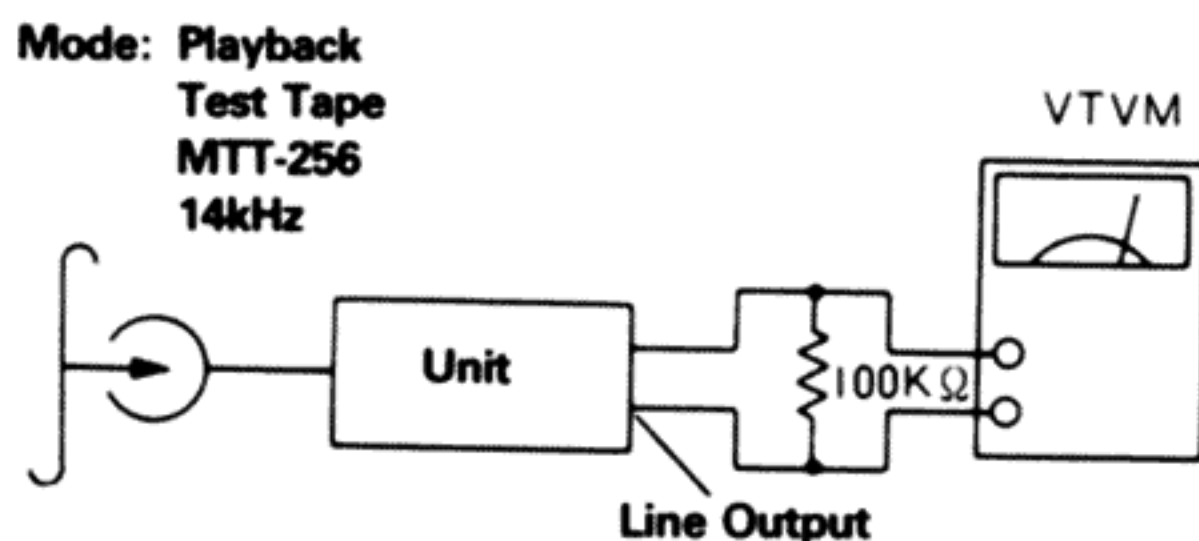 Mode: Playback
Test Tape
MTT-256
14kHz
VTVM
Unit
100KΩ
Line Output